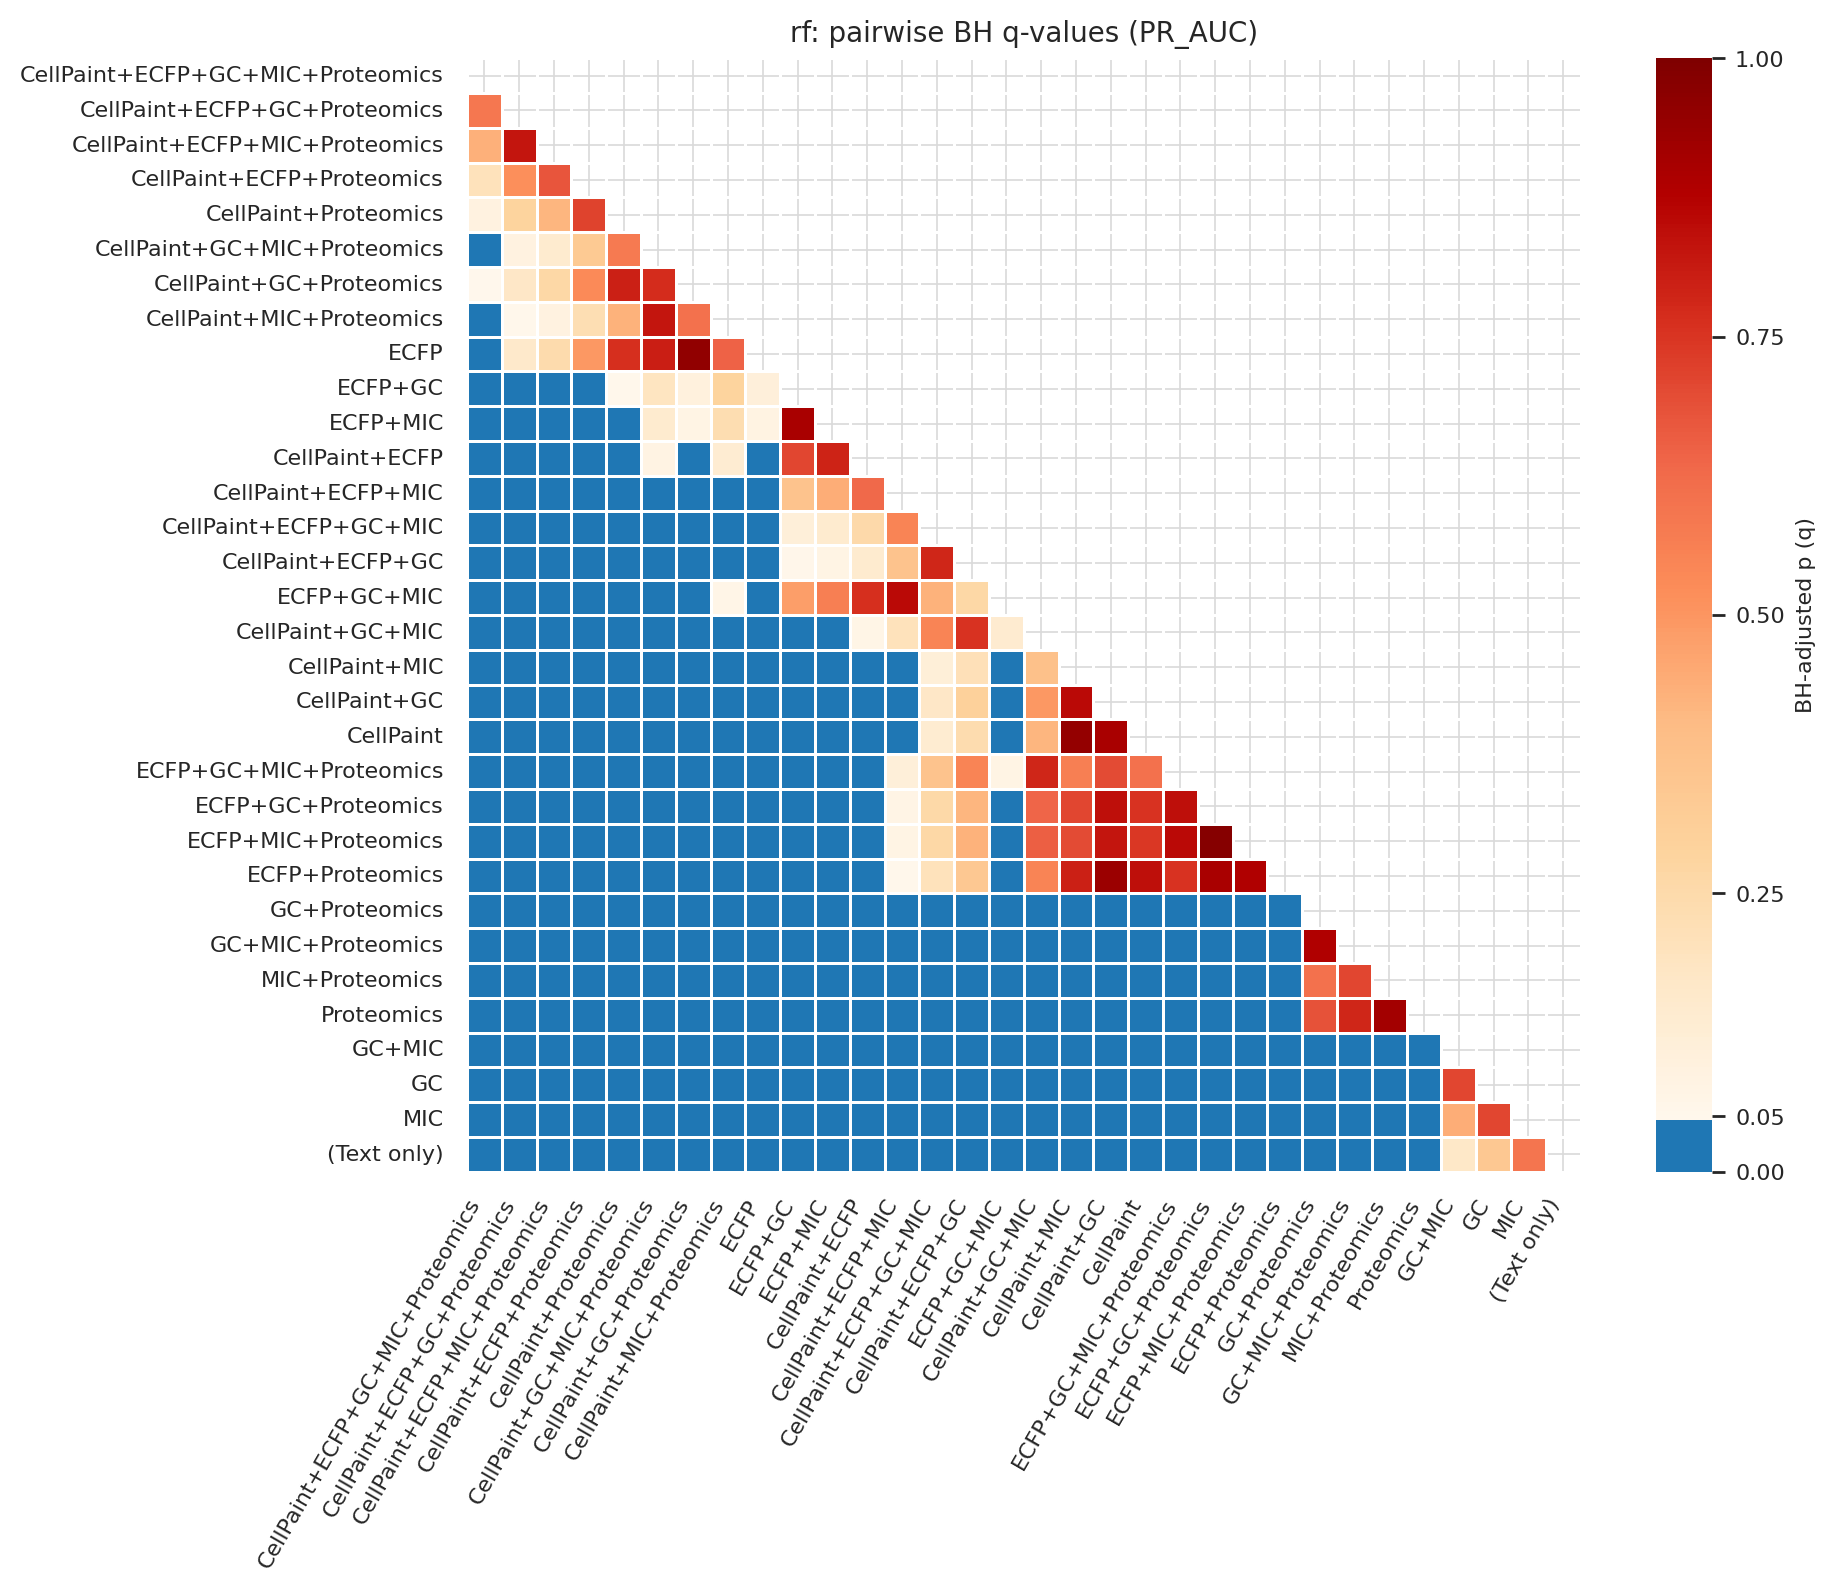 rf: pairwise BH q-values (PR_AUC)
CellPaint+ECFP+GC+MIC+Proteomics
CellPaint+ECFP+GC+Proteomics
CellPaint+ECFP+MIC+Proteomics
CellPaint+ECFP+Proteomics
CellPaint+Proteomics
CellPaint+GC+MIC+Proteomics
CellPaint+GC+Proteomics
CellPaint+MIC+Proteomics
ECFP
ECFP+GC
ECFP+MIC
CellPaint+ECFP
CellPaint+ECFP+MIC
CellPaint+ECFP+GC+MIC
CellPaint+ECFP+GC
ECFP+GC+MIC
CellPaint+GC+MIC
CellPaint+MIC
CellPaint+GC
CellPaint
ECFP+GC+MIC+Proteomics
ECFP+GC+Proteomics
ECFP+MIC+Proteomics
ECFP+Proteomics
GC+Proteomics
GC+MIC+Proteomics
MIC+Proteomics
Proteomics
GC+MIC
GC
MIC
(Text only)
CellPaint+ECFP+GC+MIC+Proteomics
CellPaint+ECFP+GC+Proteomics
CellPaint+ECFP+MIC+Proteomics
CellPaint+ECFP+Proteomics
CellPaint+Proteomics
CellPaint+GC+MIC+Proteomics
CellPaint+GC+Proteomics
CellPaint+MIC+Proteomics
ECFP
ECFP+GC
ECFP+MIC
CellPaint+ECFP
CellPaint+ECFP+MIC
CellPaint+ECFP+GC+MIC
CellPaint+ECFP+GC
ECFP+GC+MIC
CellPaint+GC+MIC
CellPaint+MIC
CellPaint+GC
CellPaint
ECFP+GC+MIC+Proteomics
ECFP+GC+Proteomics
ECFP+MIC+Proteomics
ECFP+Proteomics
GC+Proteomics
GC+MIC+Proteomics
MIC+Proteomics
Proteomics
GC+MIC
GC
MIC
(Text only)
1.00
0.75
0.50
0.25
0.05
0.00
BH-adjusted p (q)